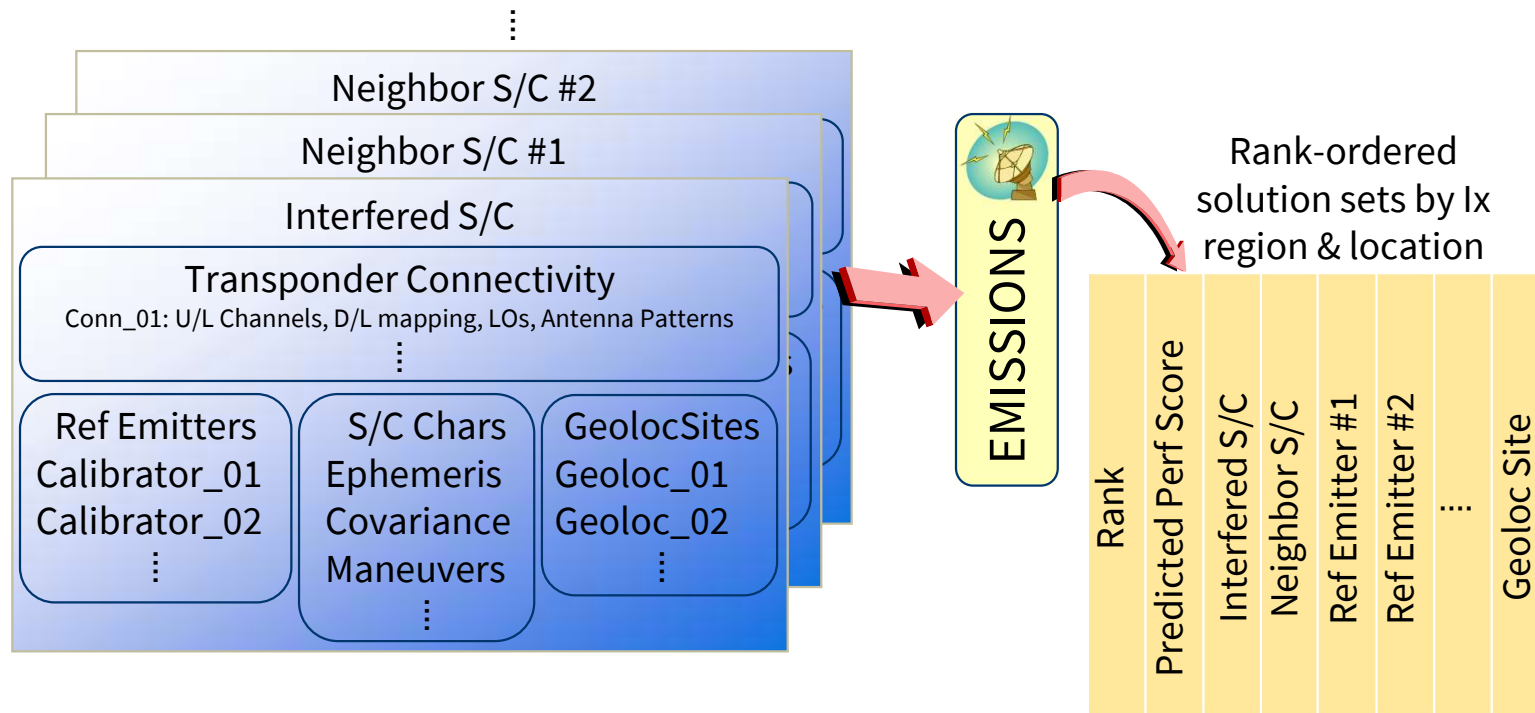 ⋮
Neighbor S/C #2
Neighbor S/C #1
Interfered S/C
Transponder Connectivity
Conn_01: U/L Channels, D/L mapping, LOs, Antenna Patterns
⋮
Ref Emitters
Calibrator_01
Calibrator_02
⋮
S/C Chars
Ephemeris
Covariance
Maneuvers
⋮
GeolocSites
Geoloc_01
Geoloc_02
⋮
s
EMISSIONS
Rank-ordered
solution sets by Ix
region & location
Rank
Predicted Perf Score
Interfered S/C
Neighbor S/C
Ref Emitter #1
Ref Emitter #2
....
Geoloc Site